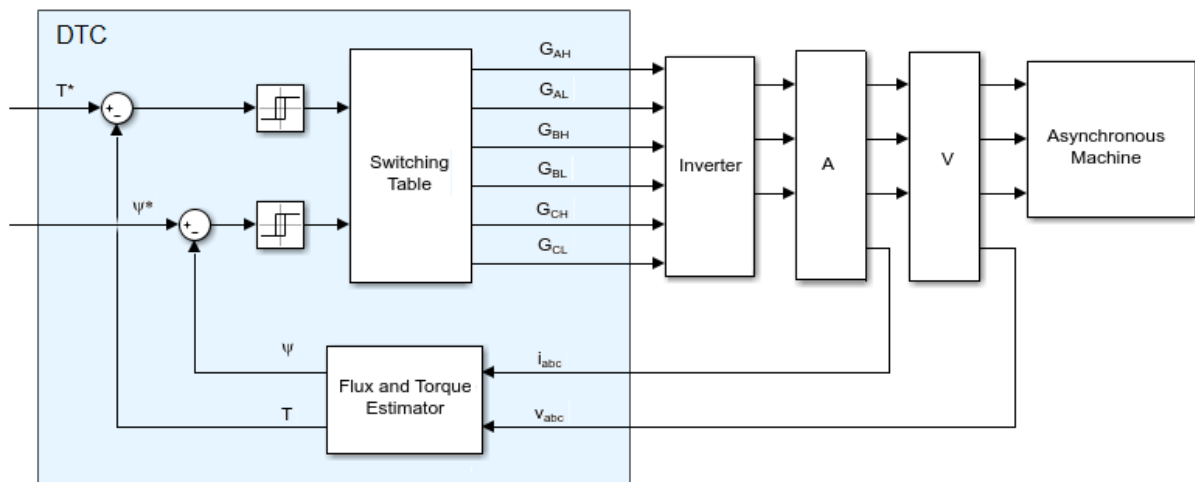 DTC
T*
+
−
ψ*
+
−
Switching
Table
G_AH
G_AL
G_BH
G_BL
G_CH
G_CL
Inverter
A
V
Asynchronous
Machine
ψ
T
Flux and Torque
Estimator
i_abc
v_abc